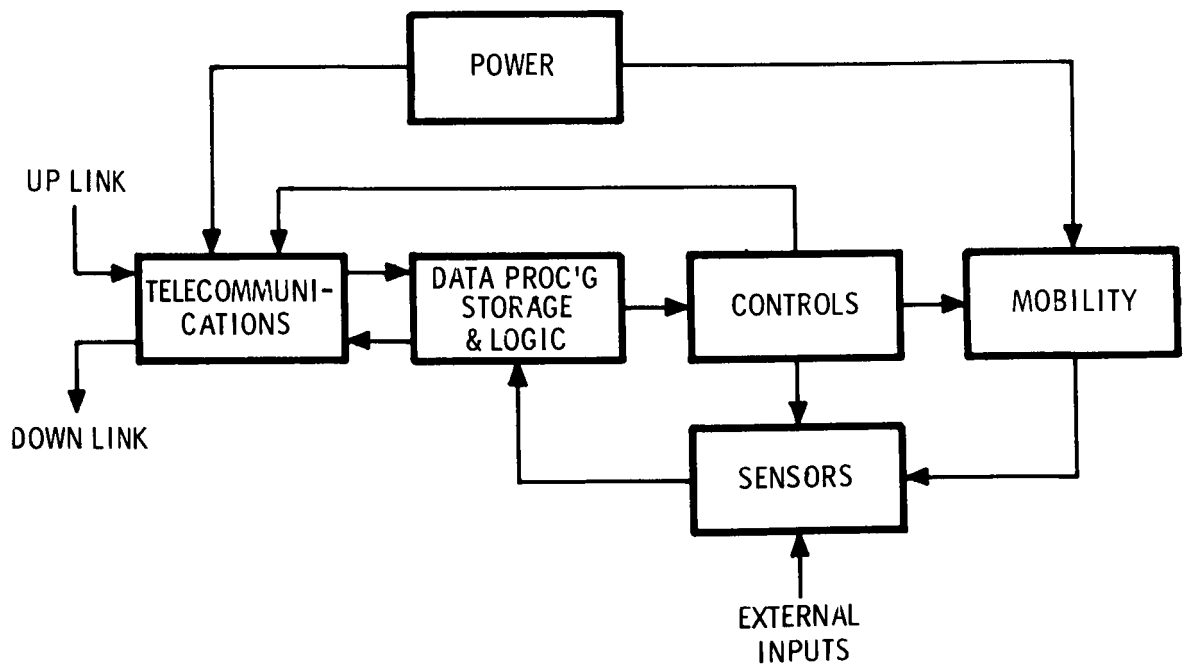 POWER
UP LINK
TELECOMMUNI-
CATIONS
DATA PROC'G
STORAGE
& LOGIC
CONTROLS
MOBILITY
DOWN LINK
SENSORS
EXTERNAL
INPUTS